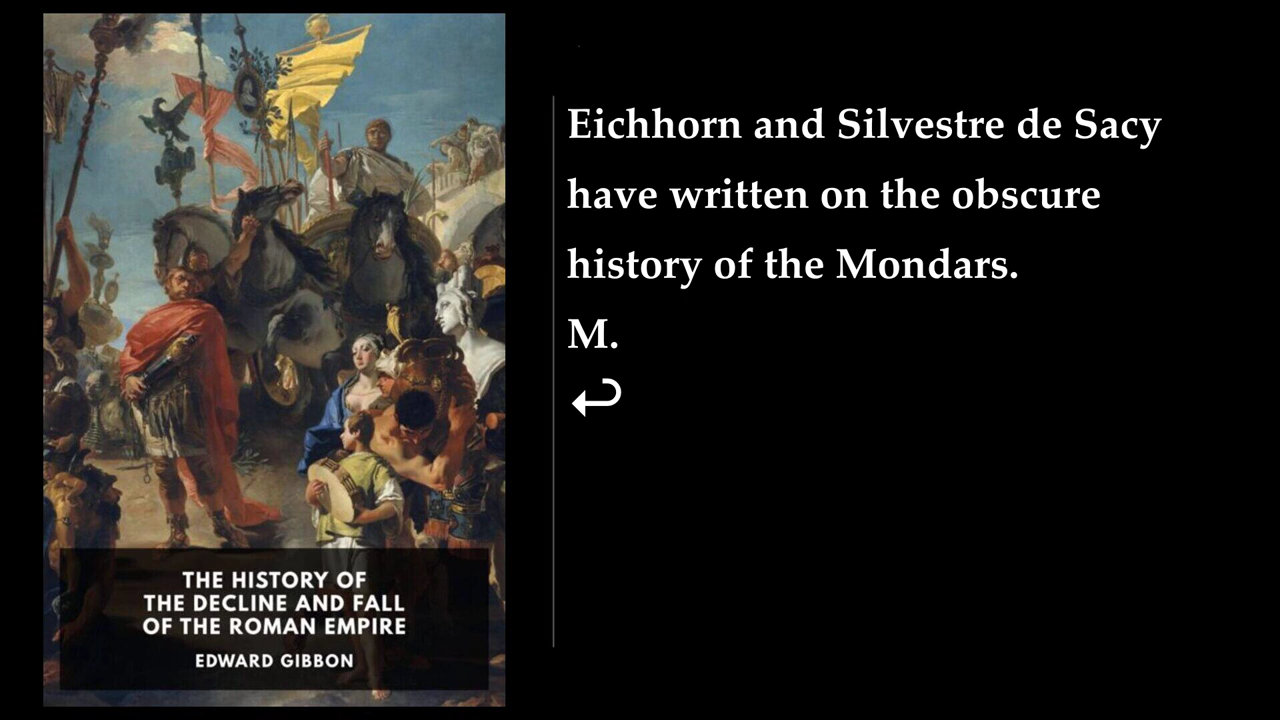 Eichhorn and Silvestre de Sacy
have written on the obscure
history of the Mondars.
M.
↩
THE HISTORY OF
THE DECLINE AND FALL
OF THE ROMAN EMPIRE
EDWARD GIBBON